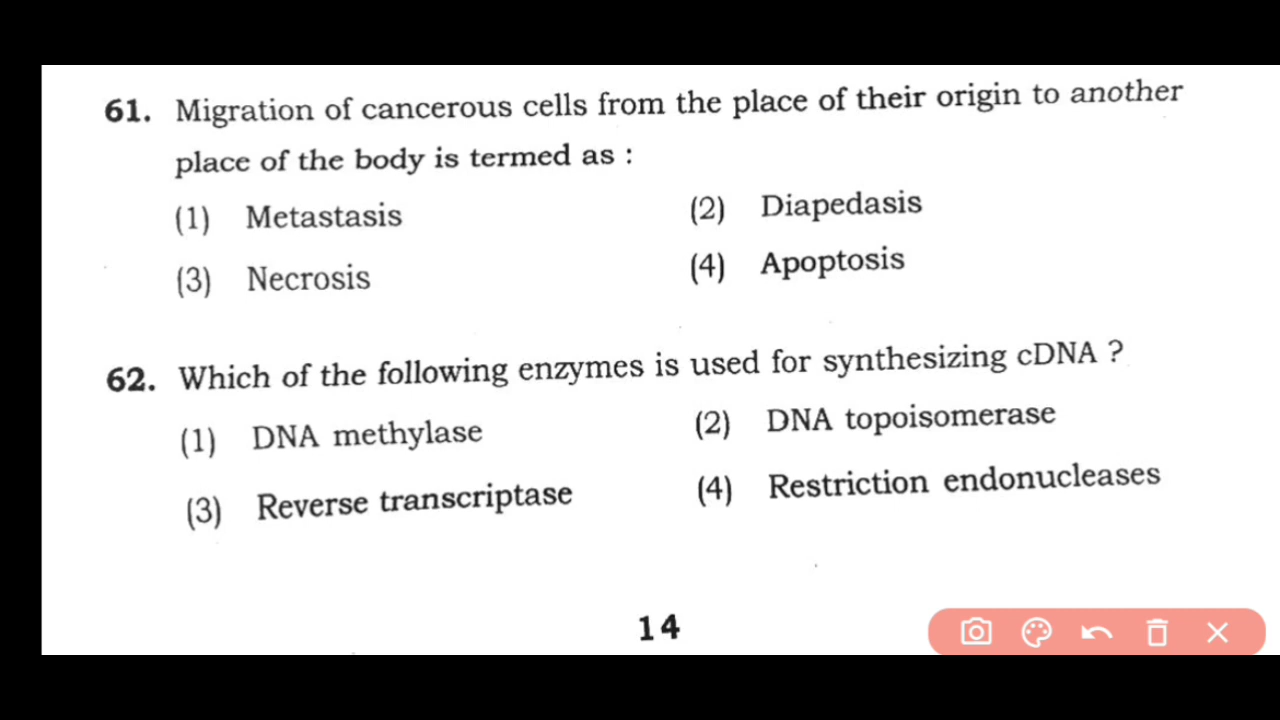 61. Migration of cancerous cells from the place of their origin to another
place of the body is termed as :
(1) Metastasis (2) Diapedasis
(3) Necrosis (4) Apoptosis
62. Which of the following enzymes is used for synthesizing cDNA ?
(1) DNA methylase (2) DNA topoisomerase
(3) Reverse transcriptase (4) Restriction endonucleases
14